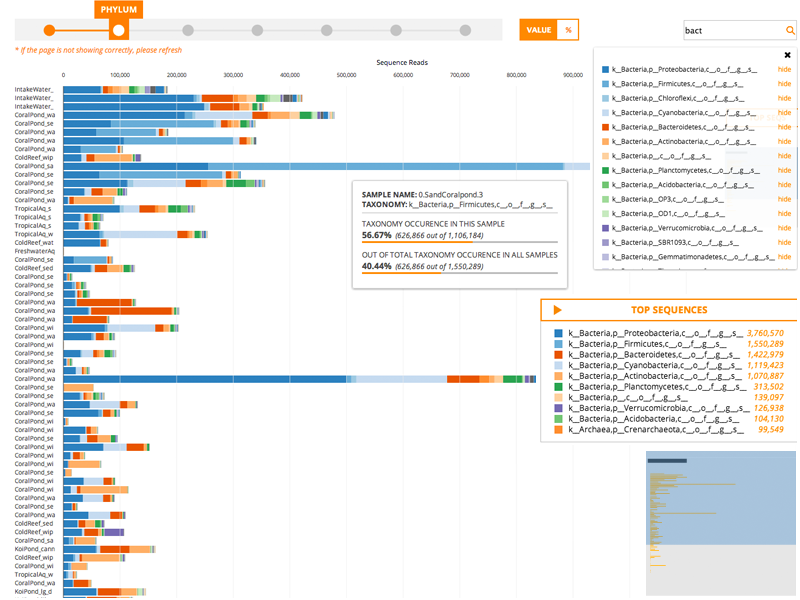 PHYLUM
VALUE %
bact
* If the page is not showing correctly, please refresh
Sequence Reads
0 100,000 200,000 300,000 400,000 500,000 600,000 700,000 800,000 900,000
IntakeWater_
IntakeWater_
IntakeWater_
CoralPond_wa
CoralPond_se
CoralPond_wa
CoralPond_wa
CoralPond_wa
ColdReef_wip
CoralPond_sa
CoralPond_se
CoralPond_se
CoralPond_se
CoralPond_wa
TropicalAq_s
TropicalAq_s
TropicalAq_s
TropicalAq_w
ColdReef_wat
FreshwaterAq
CoralPond_se
ColdReef_sed
CoralPond_se
CoralPond_se
CoralPond_se
CoralPond_wa
CoralPond_wa
CoralPond_wa
CoralPond_wi
CoralPond_wa
CoralPond_wi
CoralPond_se
CoralPond_se
CoralPond_wa
CoralPond_wa
CoralPond_se
CoralPond_se
CoralPond_wa
CoralPond_se
CoralPond_wi
CoralPond_wi
CoralPond_se
CoralPond_wi
CoralPond_wi
CoralPond_wi
CoralPond_se
CoralPond_wi
CoralPond_wi
CoralPond_wa
CoralPond_se
CoralPond_wa
ColdReef_sed
ColdReef_wip
CoralPond_sa
KoiPond_cann
ColdReef_wip
CoralPond_wi
TropicalAq_w
CoralPond_wa
KoiPond_lg_d
k__Bacteria,p__Proteobacteria,c__o__f__g__s__ hide
k__Bacteria,p__Firmicutes,c__o__f__g__s__ hide
k__Bacteria,p__Chloroflexi,c__o__f__g__s__ hide
k__Bacteria,p__Cyanobacteria,c__o__f__g__s__ hide
k__Bacteria,p__Bacteroidetes,c__o__f__g__s__ hide
k__Bacteria,p__Actinobacteria,c__o__f__g__s__ hide
k__Bacteria,p__c__o__f__g__s__ hide
k__Bacteria,p__Planctomycetes,c__o__f__g__s__ hide
k__Bacteria,p__Acidobacteria,c__o__f__g__s__ hide
k__Bacteria,p__OP3,c__o__f__g__s__ hide
k__Bacteria,p__OD1,c__o__f__g__s__ hide
k__Bacteria,p__Verrucomicrobia,c__o__f__g__s__ hide
k__Bacteria,p__SBR1093,c__o__f__g__s__ hide
k__Bacteria,p__Gemmatimonadetes,c__o__f__g__s__ hide
SAMPLE NAME: 0.SandCoralpond.3
TAXONOMY: k__Bacteria,p__Firmicutes,c__o__f__g__s__
TAXONOMY OCCURENCE IN THIS SAMPLE
56.67% (626,866 out of 1,106,184)
OUT OF TOTAL TAXONOMY OCCURENCE IN ALL SAMPLES
40.44% (626,866 out of 1,550,289)
TOP SEQUENCES
k__Bacteria,p__Proteobacteria,c__o__f__g__s__ 3,760,570
k__Bacteria,p__Firmicutes,c__o__f__g__s__ 1,550,289
k__Bacteria,p__Bacteroidetes,c__o__f__g__s__ 1,422,979
k__Bacteria,p__Cyanobacteria,c__o__f__g__s__ 1,119,423
k__Bacteria,p__Actinobacteria,c__o__f__g__s__ 1,070,887
k__Bacteria,p__Planctomycetes,c__o__f__g__s__ 313,502
k__Bacteria,p__c__o__f__g__s__ 139,097
k__Bacteria,p__Verrucomicrobia,c__o__f__g__s__ 126,938
k__Bacteria,p__Acidobacteria,c__o__f__g__s__ 104,130
k__Archaea,p__Crenarchaeota,c__o__f__g__s__ 99,549